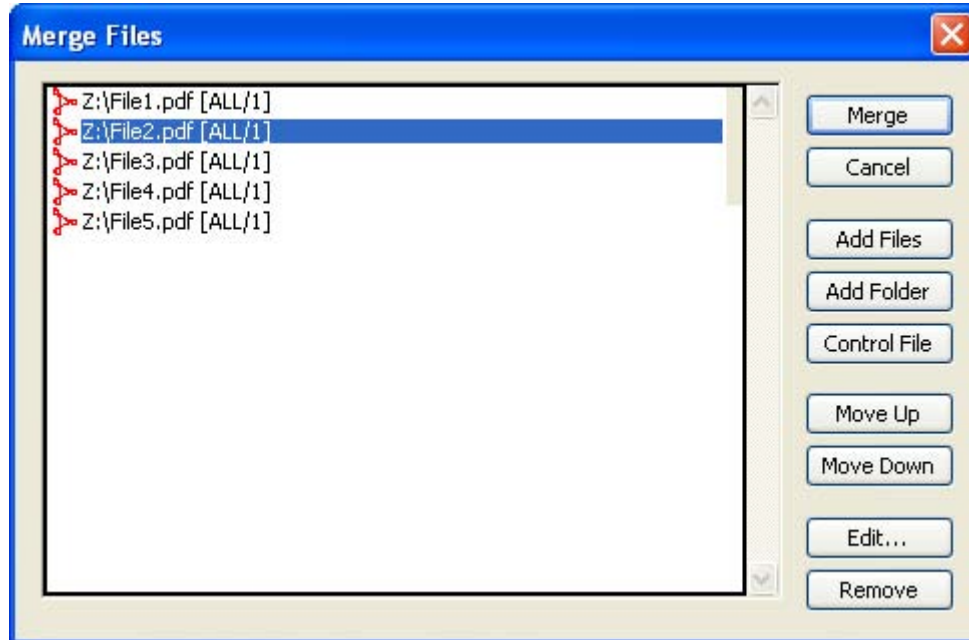 Merge Files
Z:\File1.pdf [ALL/1]
Z:\File2.pdf [ALL/1]
Z:\File3.pdf [ALL/1]
Z:\File4.pdf [ALL/1]
Z:\File5.pdf [ALL/1]
Merge
Cancel
Add Files
Add Folder
Control File
Move Up
Move Down
Edit...
Remove